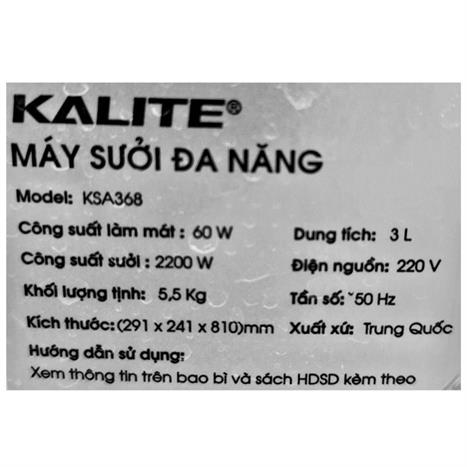 KALITE®
MÁY SƯỞI ĐA NĂNG
Model: KSA368
Công suất làm mát : 60 W
Dung tích: 3 L
Công suất sưởi : 2200 W
Điện nguồn: 220 V
Khối lượng tịnh: 5,5 Kg
Tần số: ~50 Hz
Kích thước: (291 x 241 x 810)mm
Xuất xứ: Trung Quốc
Hướng dẫn sử dụng:
Xem thông tin trên bao bì và sách HDSD kèm theo